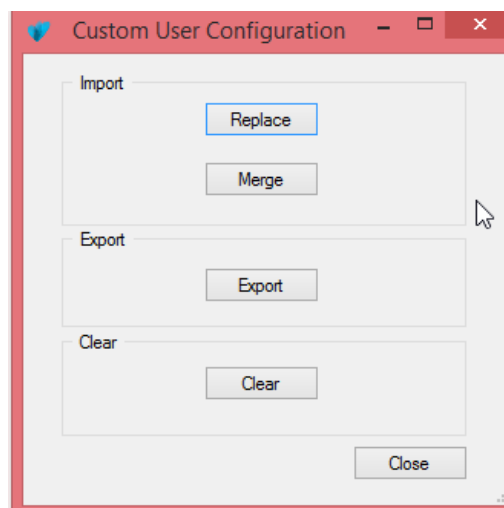 Custom User Configuration
Import
Replace
Merge
Export
Export
Clear
Clear
Close